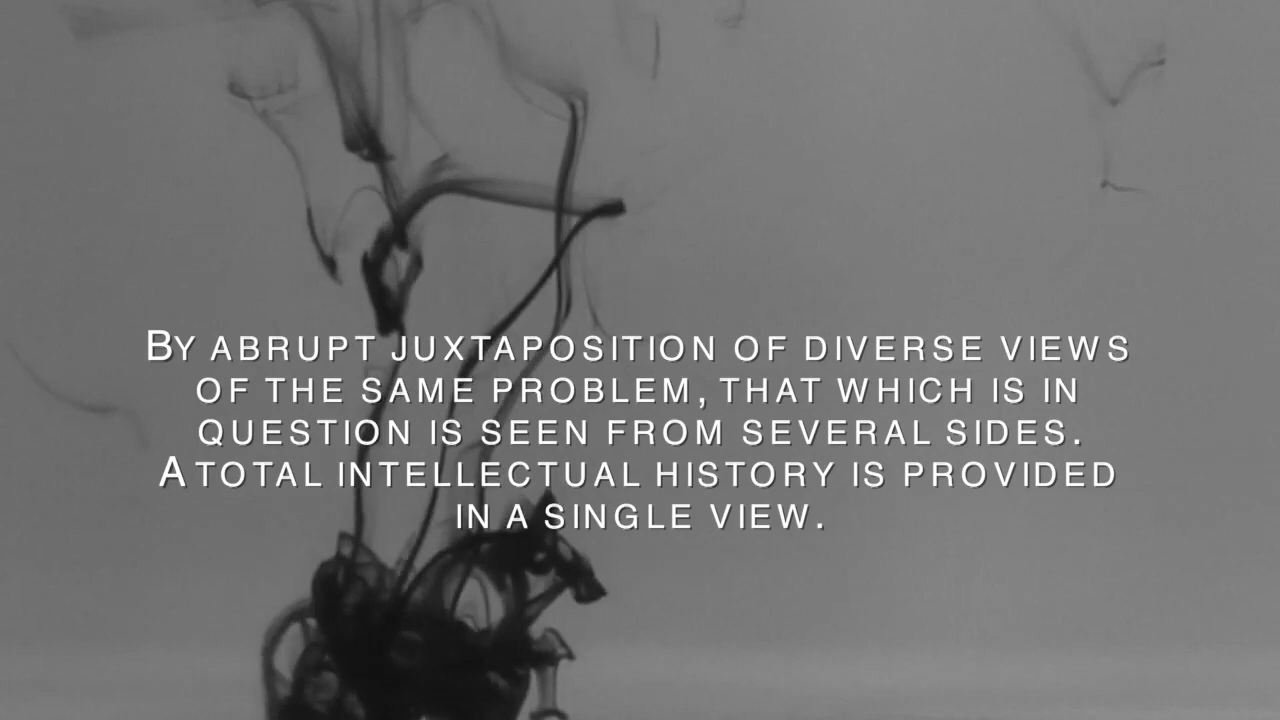 BY ABRUPT JUXTAPOSITION OF DIVERSE VIEWS
OF THE SAME PROBLEM, THAT WHICH IS IN
QUESTION IS SEEN FROM SEVERAL SIDES.
A TOTAL INTELLECTUAL HISTORY IS PROVIDED
IN A SINGLE VIEW.